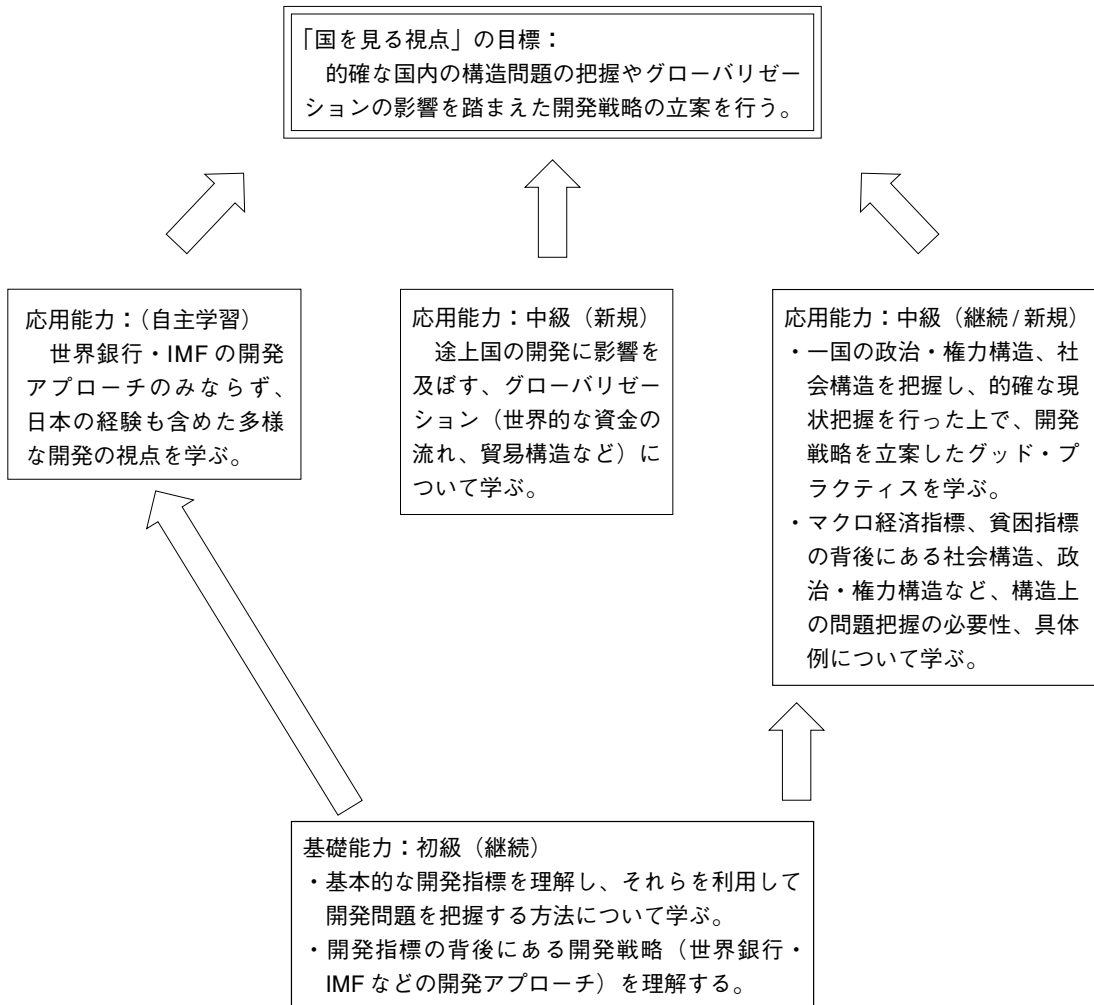 「国を見る視点」の目標：
的確な国内の構造問題の把握やグローバリゼー
ションの影響を踏まえた開発戦略の立案を行う。
応用能力：（自主学習）
世界銀行・IMF の開発
アプローチのみならず、
日本の経験も含めた多様
な開発の視点を学ぶ。
応用能力：中級（新規）
途上国の開発に影響を
及ぼす、グローバリゼー
ション（世界的な資金の
流れ、貿易構造など）に
ついて学ぶ。
応用能力：中級（継続 / 新規）
・一国の政治・権力構造、社
会構造を把握し、的確な現
状把握を行った上で、開発
戦略を立案したグッド・プ
ラクティスを学ぶ。
・マクロ経済指標、貧困指標
の背後にある社会構造、政
治・権力構造など、構造上
の問題把握の必要性、具体
例について学ぶ。
基礎能力：初級（継続）
・基本的な開発指標を理解し、それらを利用して
開発問題を把握する方法について学ぶ。
・開発指標の背後にある開発戦略（世界銀行・
IMF などの開発アプローチ）を理解する。